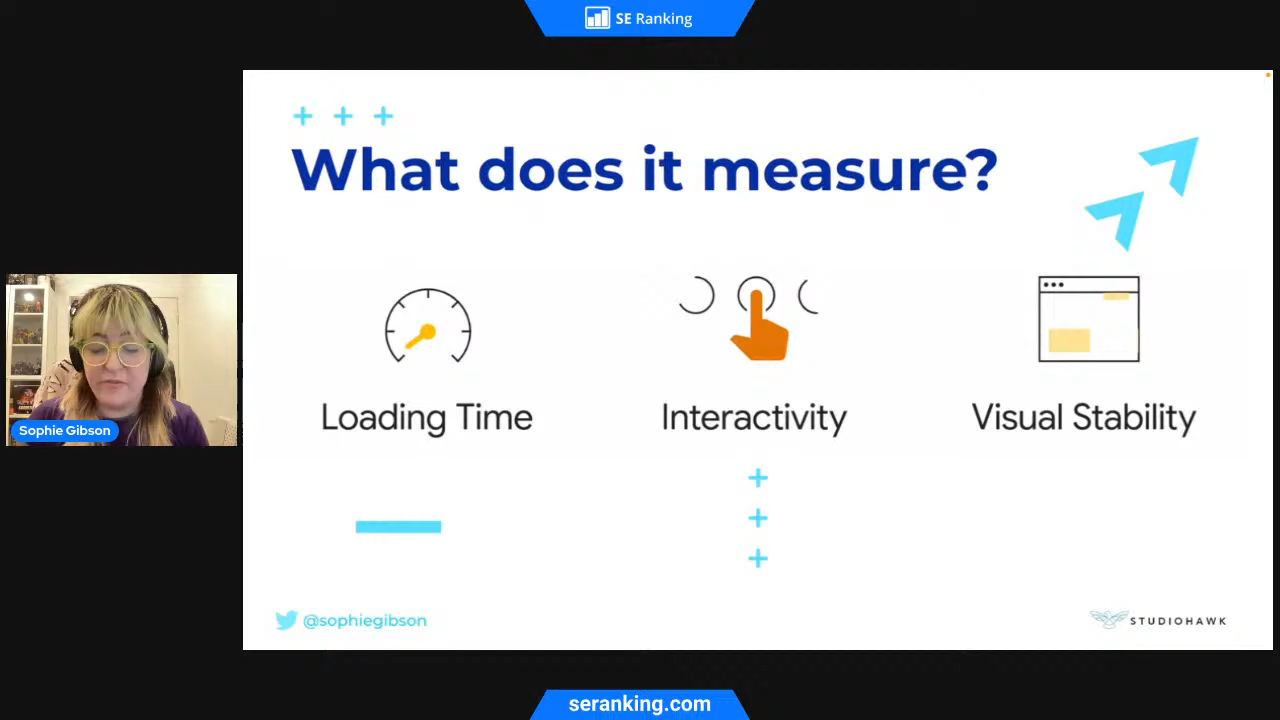 SE Ranking
What does it measure?
Loading Time
Interactivity
Visual Stability
Sophie Gibson
@sophiegibson
STUDIOHAWK
seranking.com